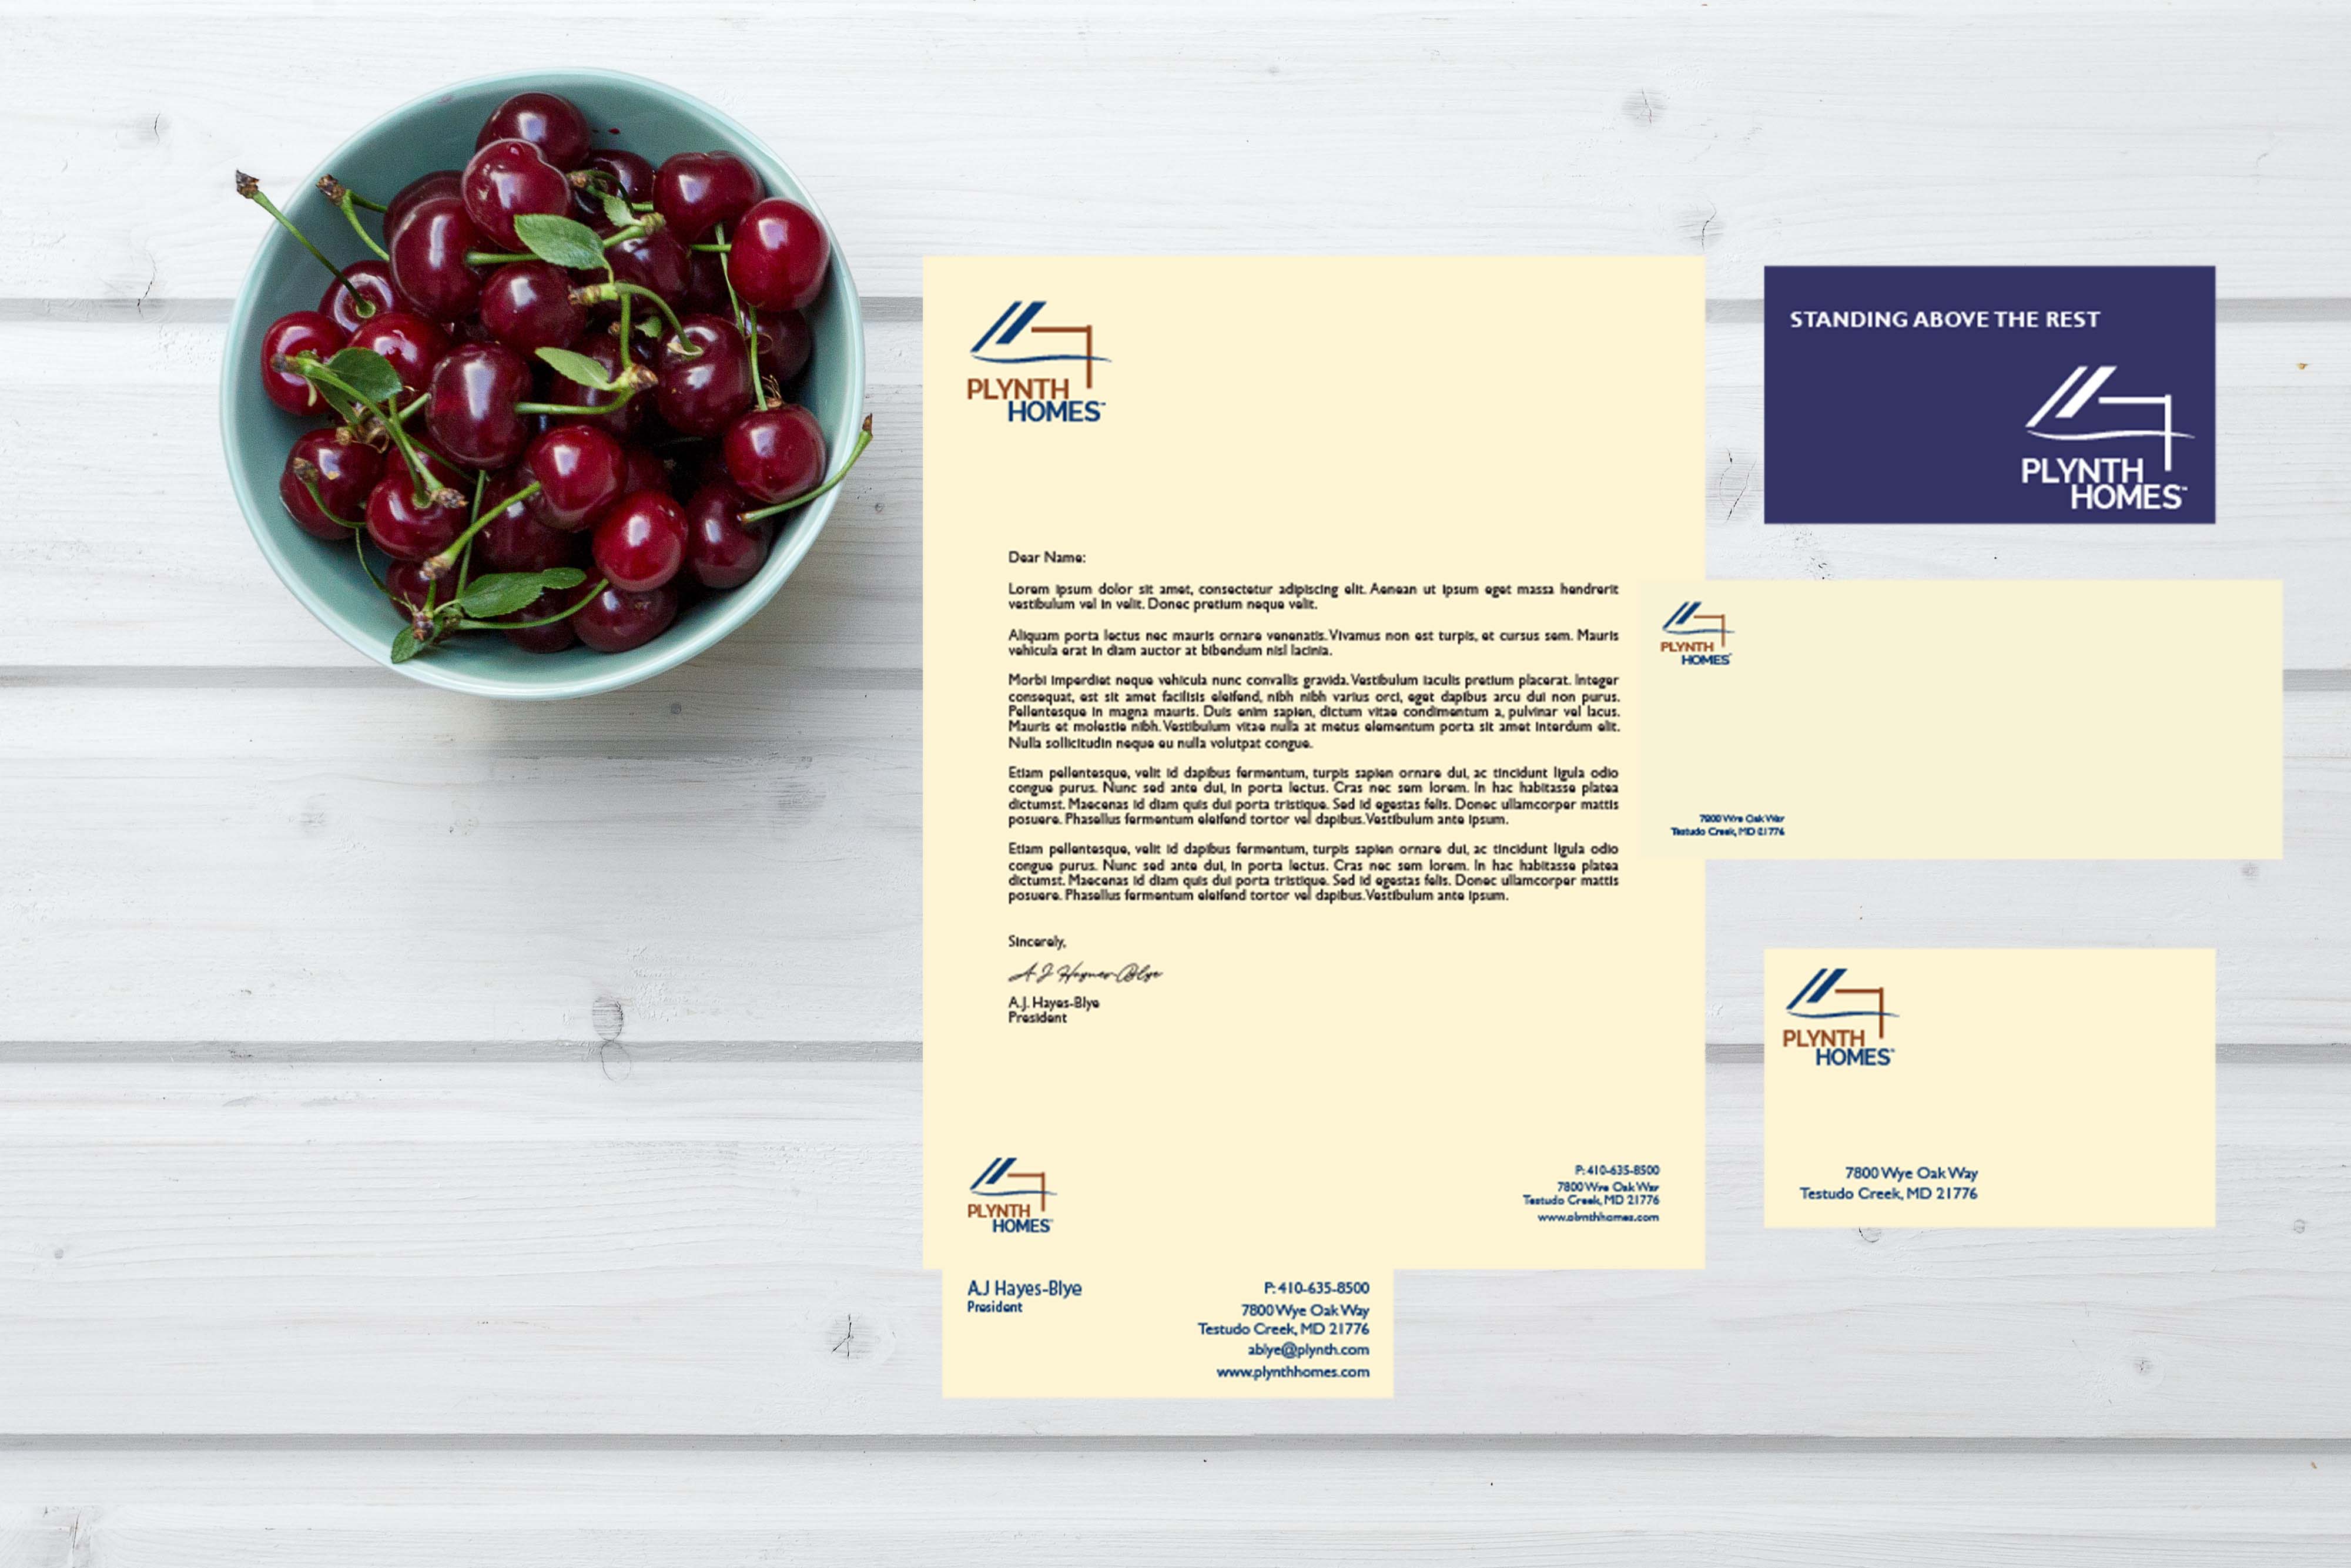 PLYNTH
HOMES™
Dear Name:
Lorem ipsum dolor sit amet, consectetur adipiscing elit. Aenean ut ipsum eget massa hendrerit
vestibulum vel in velit. Donec pretium neque velit.
Aliquam porta lectus nec mauris ornare venenatis. Vivamus non est turpis, et cursus sem. Mauris
vehicula erat in diam auctor at bibendum nisl lacinia.
Morbi imperdiet neque vehicula nunc convallis gravida. Vestibulum iaculis pretium placerat. Integer
consequat, est sit amet facilisis eleifend, nibh nibh varius orci, eget dapibus arcu dui non purus.
Pellentesque in magna mauris. Duis enim sapien, dictum vitae condimentum a, pulvinar vel lacus.
Mauris et molestie nibh. Vestibulum vitae nulla at metus elementum porta sit amet interdum elit.
Nulla sollicitudin neque eu nulla volutpat congue.
Etiam pellentesque, velit id dapibus fermentum, turpis sapien ornare dui, ac tincidunt ligula odio
congue purus. Nunc sed ante dui, in porta lectus. Cras nec sem lorem. In hac habitasse platea
dictumst. Maecenas id diam quis dui porta tristique. Sed id egestas felis. Donec ullamcorper mattis
posuere. Phasellus fermentum eleifend tortor vel dapibus. Vestibulum ante ipsum.
Etiam pellentesque, velit id dapibus fermentum, turpis sapien ornare dui, ac tincidunt ligula odio
congue purus. Nunc sed ante dui, in porta lectus. Cras nec sem lorem. In hac habitasse platea
dictumst. Maecenas id diam quis dui porta tristique. Sed id egestas felis. Donec ullamcorper mattis
posuere. Phasellus fermentum eleifend tortor vel dapibus. Vestibulum ante ipsum.
Sincerely,
A J Haynes-Blye
A.J. Hayes-Blye
President
P: 410-635-8500
7800 Wye Oak Way
Testudo Creek, MD 21776
www.plynthhomes.com
PLYNTH
HOMES™
A.J Hayes-Blye
President
P: 410-635-8500
7800 Wye Oak Way
Testudo Creek, MD 21776
ablye@plynth.com
www.plynthhomes.com
STANDING ABOVE THE REST
PLYNTH
HOMES™
PLYNTH
HOMES™
7800 Wye Oak Way
Testudo Creek, MD 21776
PLYNTH
HOMES™
7800 Wye Oak Way
Testudo Creek, MD 21776